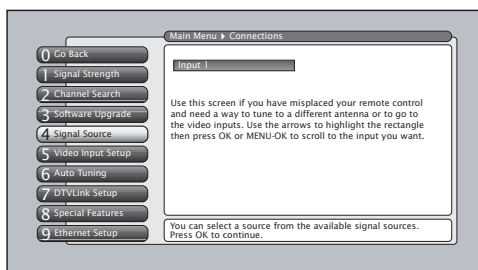 Main Menu ▸ Connections
0 Go Back
1 Signal Strength
2 Channel Search
3 Software Upgrade
4 Signal Source
5 Video Input Setup
6 Auto Tuning
7 DTVLink Setup
8 Special Features
9 Ethernet Setup
Input 1
Use this screen if you have misplaced your remote control
and need a way to tune to a different antenna or to go to
the video inputs. Use the arrows to highlight the rectangle
then press OK or MENU-OK to scroll to the input you want.
You can select a source from the available signal sources.
Press OK to continue.